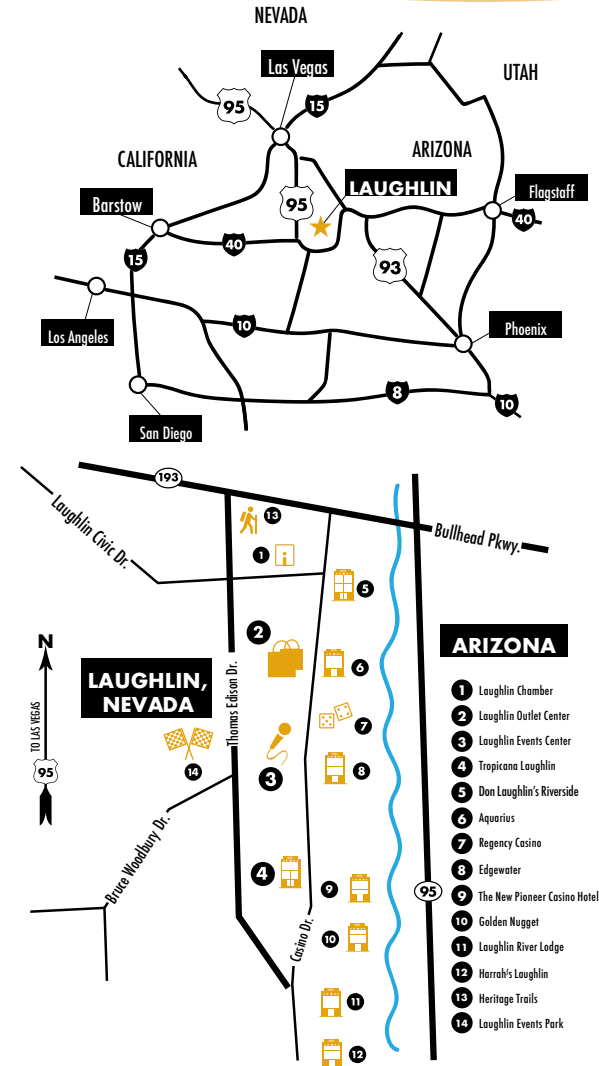 NEVADA
Las Vegas
UTAH
95
15
CALIFORNIA
ARIZONA
LAUGHLIN
Barstow
95
Flagstaff
40
40
15
93
Los Angeles
10
Phoenix
8
10
San Diego
193
Laughlin Civic Dr.
13
Bullhead Pkwy.
1
i
5
2
N
ARIZONA
LAUGHLIN,
NEVADA
Thomas Edison Dr.
6
TO LAS VEGAS
95
14
3
7
8
Bruce Woodbury Dr.
4
9
95
Casino Dr.
10
11
12
1 Laughlin Chamber
2 Laughlin Outlet Center
3 Laughlin Events Center
4 Tropicana Laughlin
5 Don Laughlin's Riverside
6 Aquarius
7 Regency Casino
8 Edgewater
9 The New Pioneer Casino Hotel
10 Golden Nugget
11 Laughlin River Lodge
12 Harrah's Laughlin
13 Heritage Trails
14 Laughlin Events Park